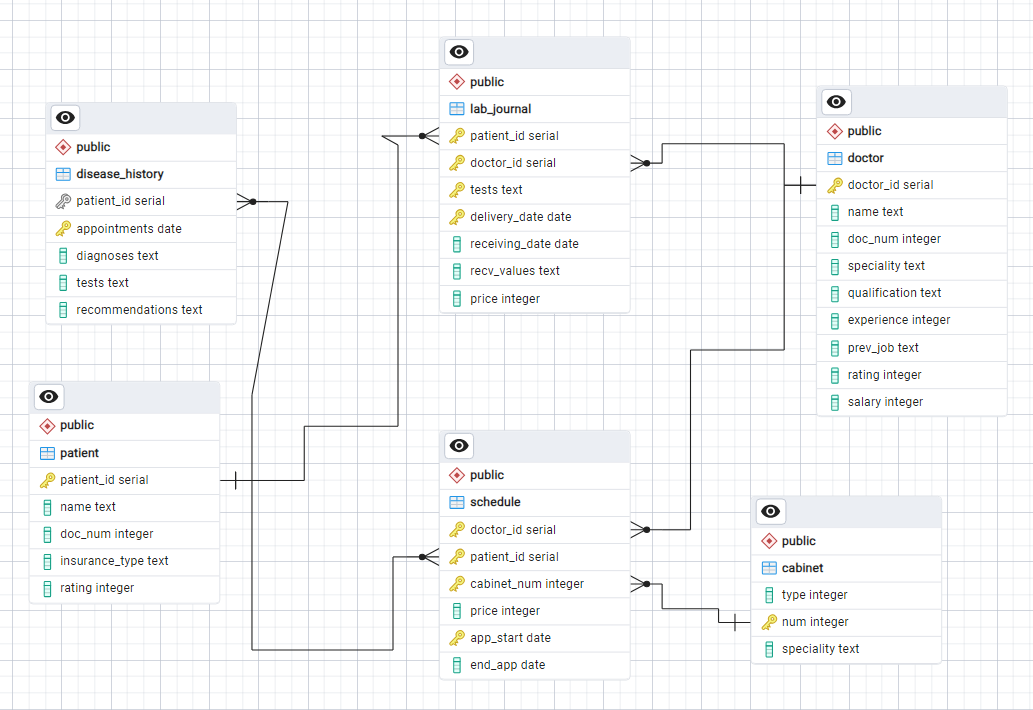 public
disease_history
patient_id serial
appointments date
diagnoses text
tests text
recommendations text
public
patient
patient_id serial
name text
doc_num integer
insurance_type text
rating integer
public
lab_journal
patient_id serial
doctor_id serial
tests text
delivery_date date
receiving_date date
recv_values text
price integer
public
schedule
doctor_id serial
patient_id serial
cabinet_num integer
price integer
app_start date
end_app date
public
doctor
doctor_id serial
name text
doc_num integer
speciality text
qualification text
experience integer
prev_job text
rating integer
salary integer
public
cabinet
type integer
num integer
speciality text